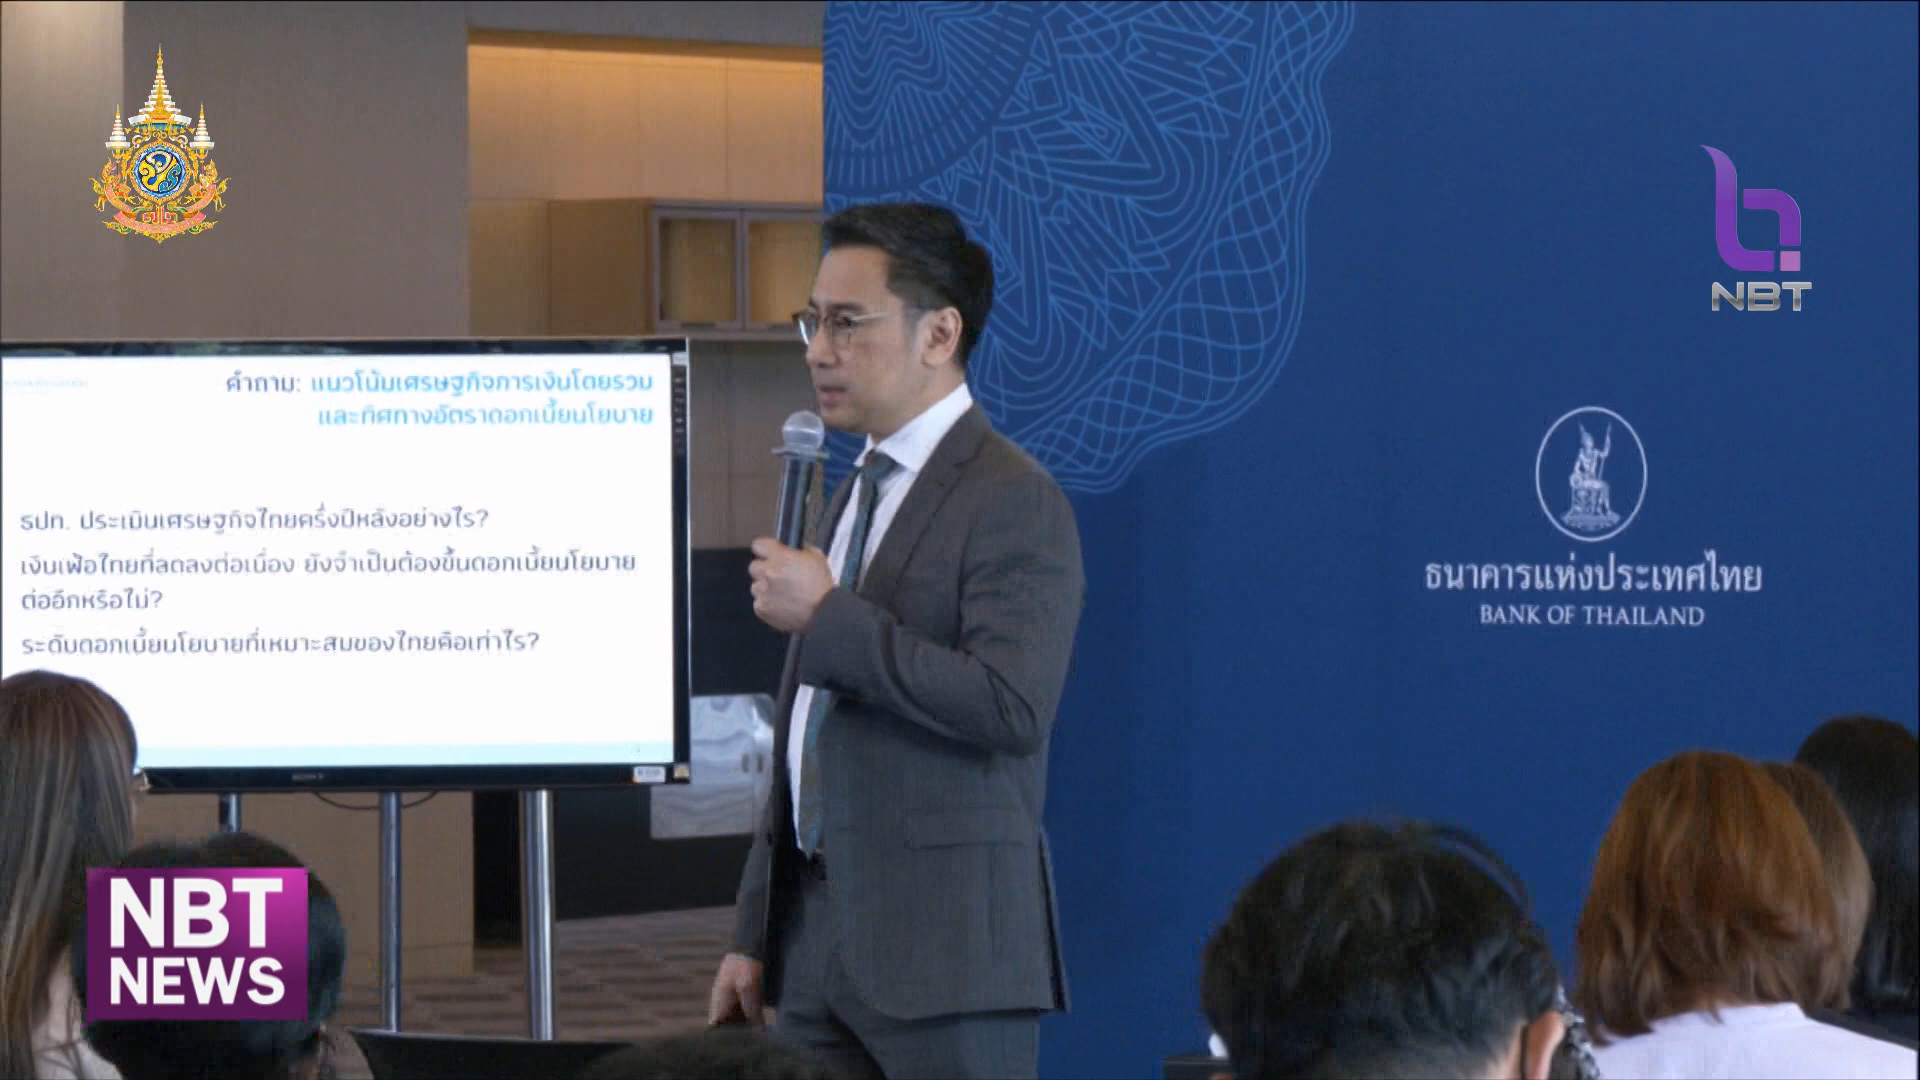 NBT
คำถาม: แนวโน้มเศรษฐกิจการเงินโดยรวม
และทิศทางอัตราดอกเบี้ยนโยบาย
ธปท. ประเมินเศรษฐกิจไทยครึ่งปีหลังอย่างไร?
เงินเฟ้อไทยที่ลดลงต่อเนื่อง ยังจำเป็นต้องขึ้นดอกเบี้ยนโยบาย
ต่ออีกหรือไม่?
ระดับดอกเบี้ยนโยบายที่เหมาะสมของไทยคือเท่าไร?
SONY
ธนาคารแห่งประเทศไทย
BANK OF THAILAND
NBT
NEWS